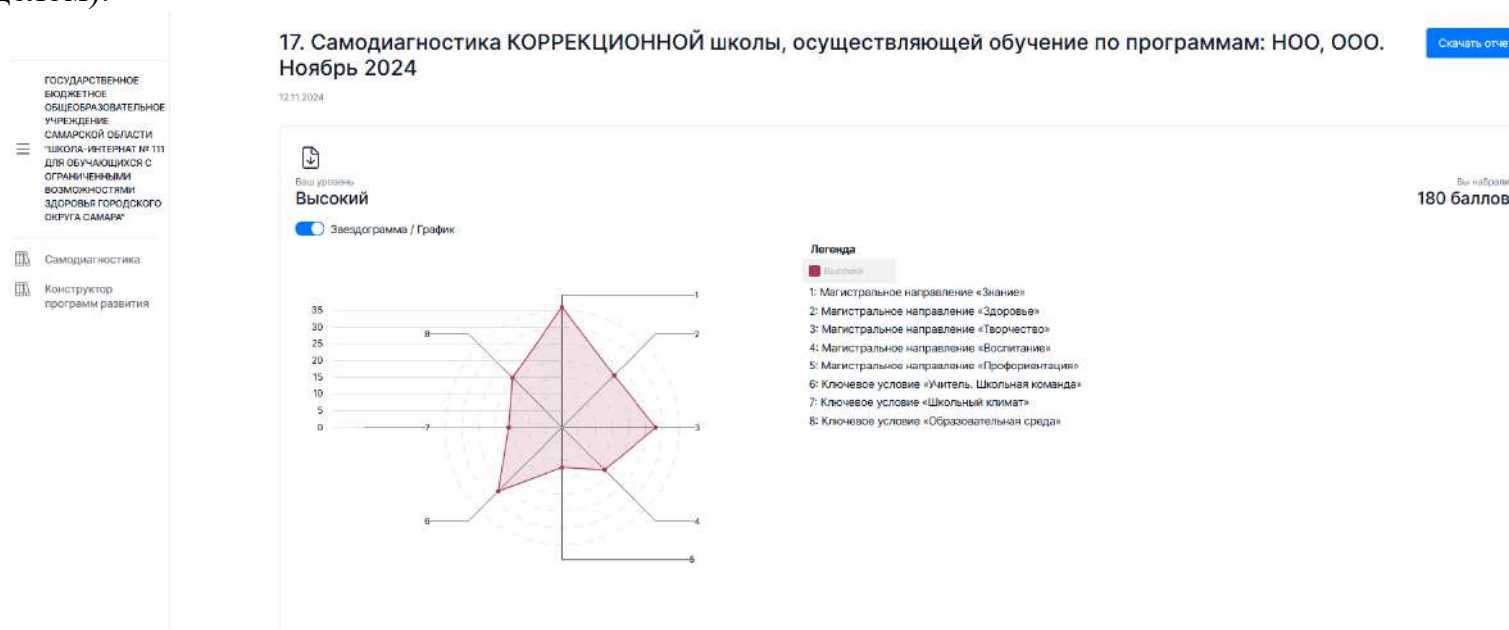 17. Самодиагностика КОРРЕКЦИОННОЙ школы, осуществляющей обучение по программам: НОО, ООО.
Ноябрь 2024
Скачать отче
12.11.2024
ГОСУДАРСТВЕННОЕ
БЮДЖЕТНОЕ
ОБЩЕОБРАЗОВАТЕЛЬНОЕ
УЧРЕЖДЕНИЕ
САМАРСКОЙ ОБЛАСТИ
"ШКОЛА-ИНТЕРНАТ № 111
ДЛЯ ОБУЧАЮЩИХСЯ С
ОГРАНИЧЕННЫМИ
ВОЗМОЖНОСТЯМИ
ЗДОРОВЬЯ ГОРОДСКОГО
ОКРУГА САМАРА"
Самодиагностика
Конструктор
программ развития
Ваш уровень
Высокий
Вы набрали
180 баллов
Звездограмма / График
35
30
25
20
15
10
5
0
1
2
3
4
5
6
7
8
Легенда
Высокий
1: Магистральное направление «Знание»
2: Магистральное направление «Здоровье»
3: Магистральное направление «Творчество»
4: Магистральное направление «Воспитание»
5: Магистральное направление «Профориентация»
6: Ключевое условие «Учитель. Школьная команда»
7: Ключевое условие «Школьный климат»
8: Ключевое условие «Образовательная среда»